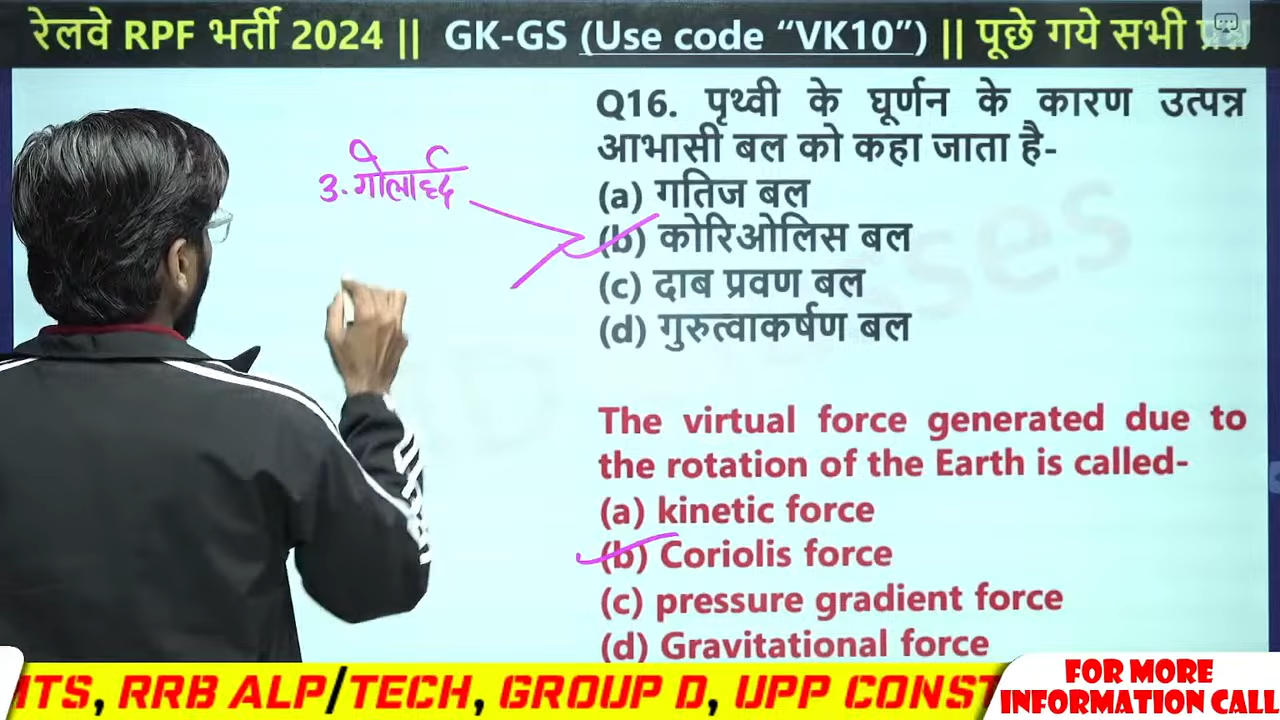 रेलवे RPF भर्ती 2024 || GK-GS (Use code “VK10”) || पूछे गये सभी
Q16. पृथ्वी के घूर्णन के कारण उत्पन्न
आभासी बल को कहा जाता है-
(a) गतिज बल
(b) कोरिओलिस बल
(c) दाब प्रवण बल
(d) गुरुत्वाकर्षण बल
उ. गोलार्द्ध
The virtual force generated due to
the rotation of the Earth is called-
(a) kinetic force
(b) Coriolis force
(c) pressure gradient force
(d) Gravitational force
MTS, RRB ALP/TECH, GROUP D, UPP CONST
FOR MORE
INFORMATION CALL